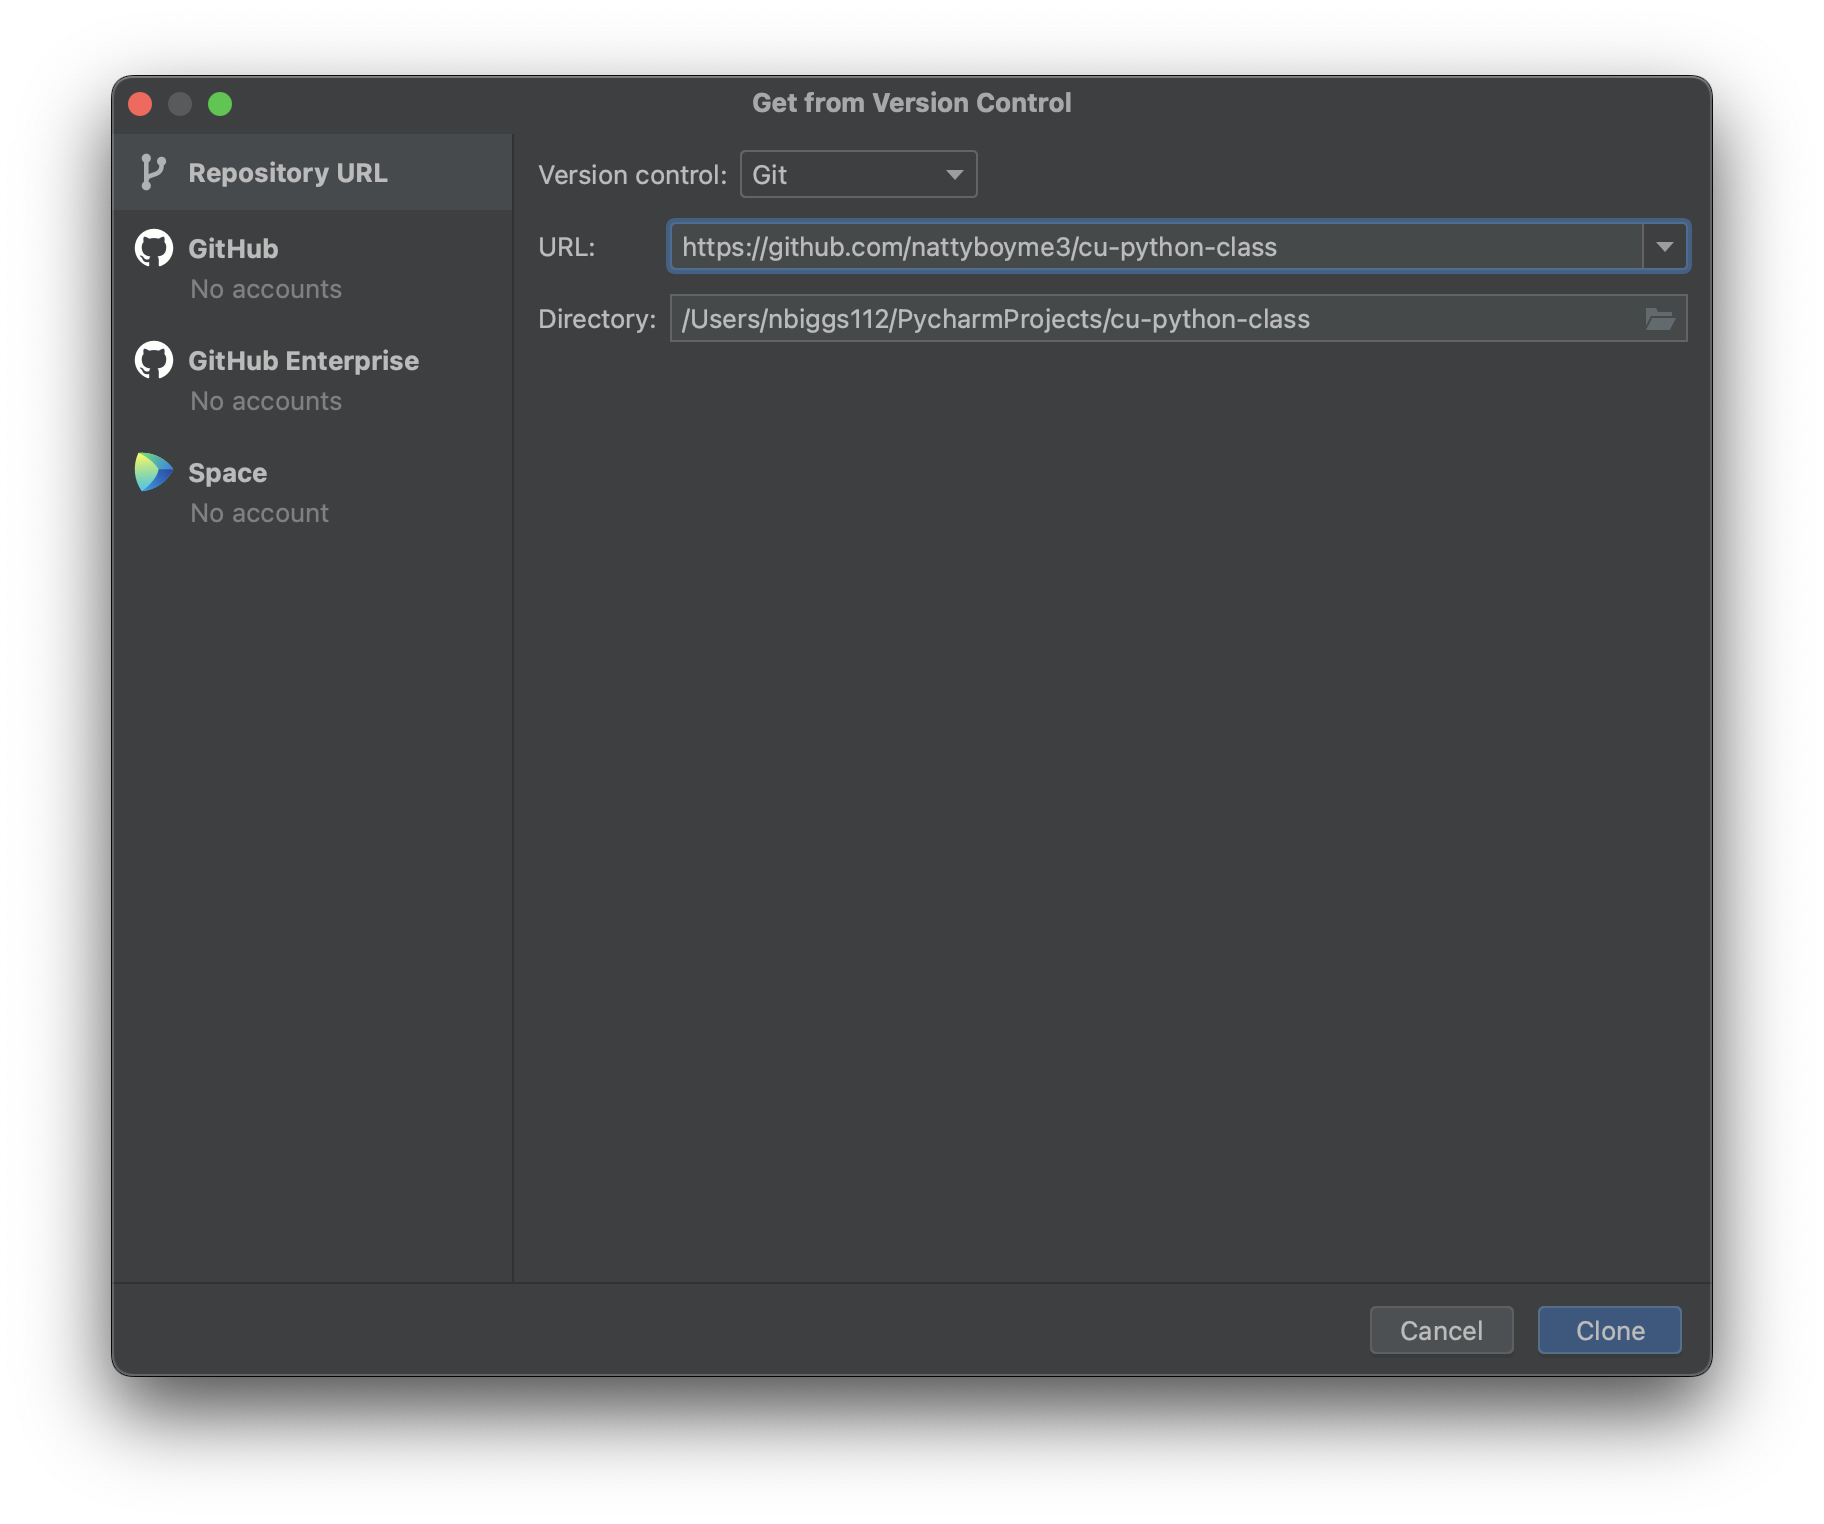 Get from Version Control
Repository URL
GitHub
No accounts
GitHub Enterprise
No accounts
Space
No account
Version control: Git
URL: https://github.com/nattyboyme3/cu-python-class
Directory: /Users/nbiggs112/PycharmProjects/cu-python-class
Cancel Clone